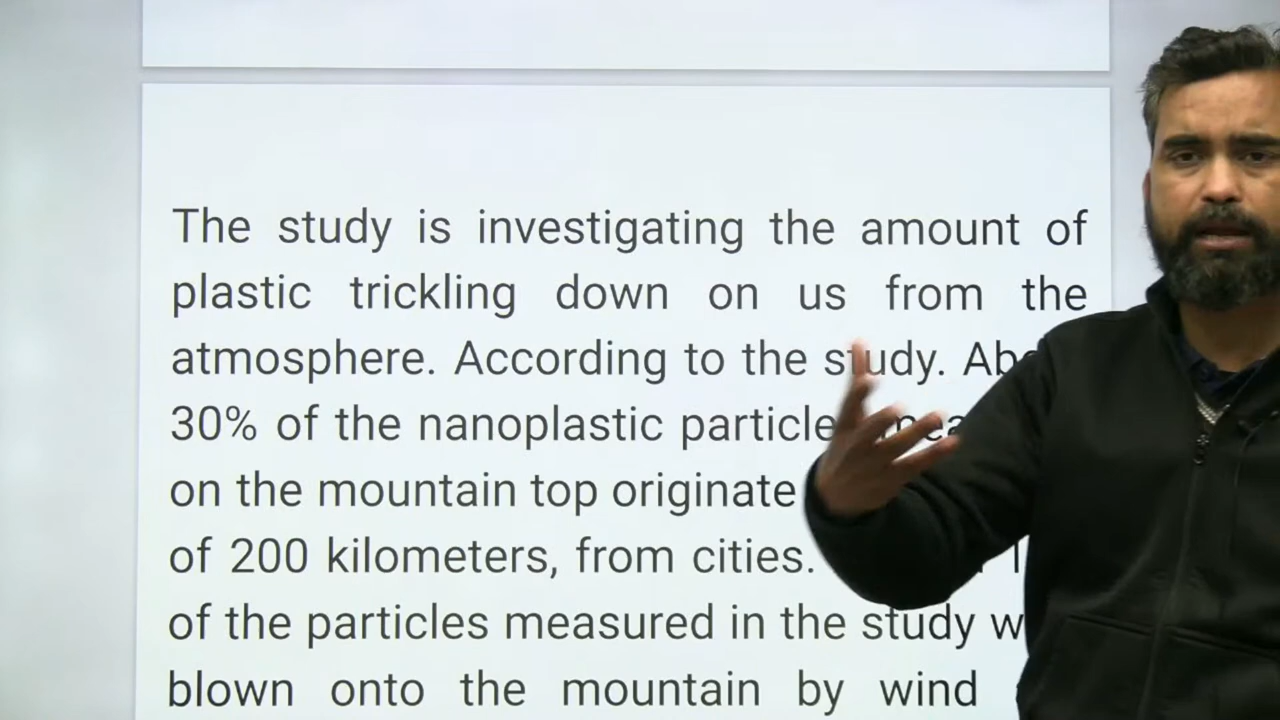 The study is investigating the amount of
plastic trickling down on us from the
atmosphere. According to the study.
30% of the nanoplastic
on the mountain top originate
of 200 kilometers, from cities.
of the particles measured in the study
blown onto the mountain by wind